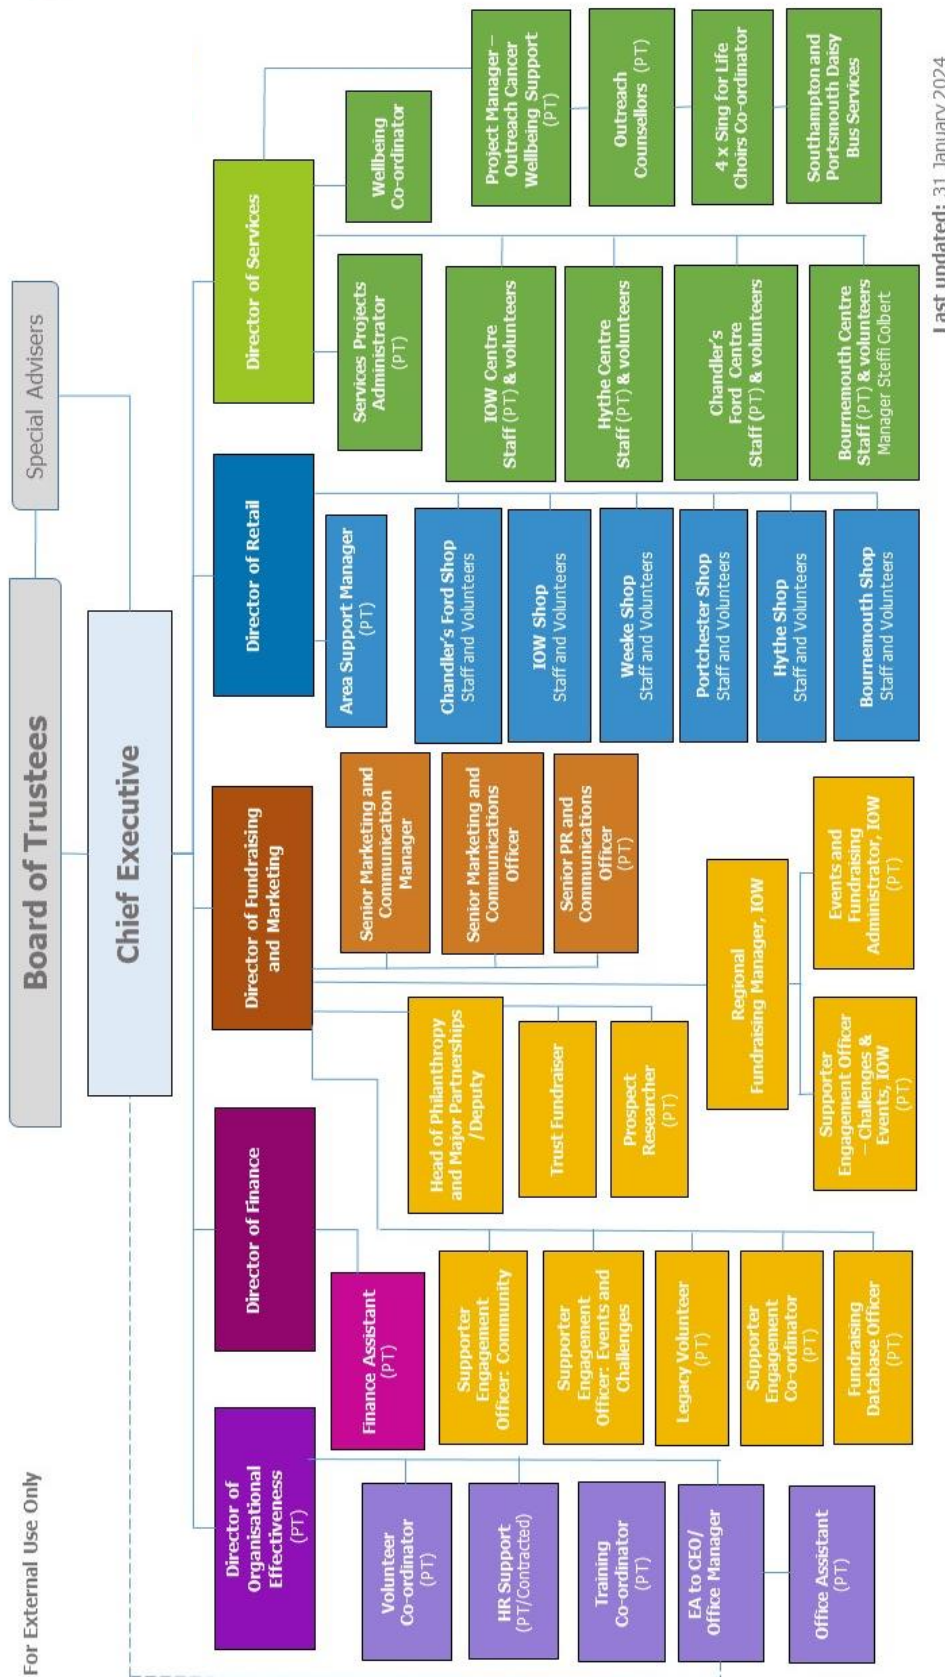 For External Use Only
Board of Trustees
Special Advisers
Chief Executive
Director of
Organisational
Effectiveness
(PT)
Volunteer
Co-ordinator
(PT)
HR Support
(PT/Contracted)
Training
Co-ordinator
(PT)
EA to CEO/
Office Manager
Office Assistant
(PT)
Director of Finance
Finance Assistant
(PT)
Director of Fundraising
and Marketing
Supporter
Engagement
Officer: Community
Supporter
Engagement
Officer: Events and
Challenges
Legacy Volunteer
(PT)
Supporter
Engagement
Co-ordinator
(PT)
Fundraising
Database Officer
(PT)
Head of Philanthropy
and Major Partnerships
/Deputy
Trust Fundraiser
Prospect
Researcher
(PT)
Regional
Fundraising Manager, IOW
Supporter
Engagement Officer
– Challenges &
Events, IOW
(PT)
Events and
Fundraising
Administrator, IOW
(PT)
Senior Marketing and
Communication
Manager
Senior Marketing and
Communications
Officer
Senior PR and
Communications
Officer
(PT)
Director of Retail
Area Support Manager
(PT)
Chandler's Ford Shop
Staff and Volunteers
IOW Shop
Staff and Volunteers
Weeke Shop
Staff and Volunteers
Portchester Shop
Staff and Volunteers
Hythe Shop
Staff and Volunteers
Bournemouth Shop
Staff and Volunteers
Director of Services
Services Projects
Administrator
(PT)
Wellbeing
Co-ordinator
IOW Centre
Staff (PT) & volunteers
Hythe Centre
Staff (PT) & volunteers
Chandler's
Ford Centre
Staff (PT) & volunteers
Bournemouth Centre
Staff (PT) & volunteers
Manager Steffi Colbert
Project Manager –
Outreach Cancer
Wellbeing Support
(PT)
Outreach
Counsellors (PT)
4 x Sing for Life
Choirs Co-ordinator
Southampton and
Portsmouth Daisy
Bus Services
Last updated: 31 January 2024